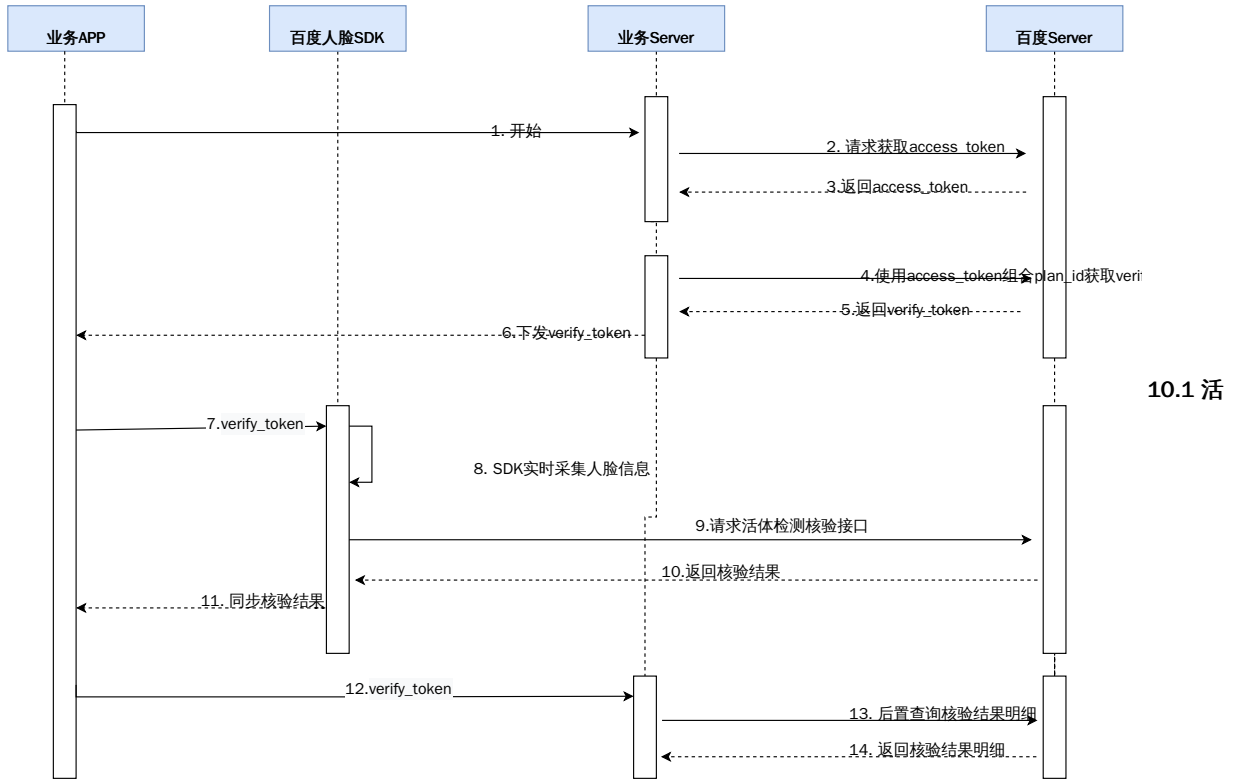 业务APP
百度人脸SDK
业务Server
百度Server
1. 开始
2. 请求获取access_token
3.返回access_token
4.使用access_token组合plan_id获取veri
5.返回verify_token
6.下发verify_token
10.1 活
7.verify_token
8. SDK实时采集人脸信息
9.请求活体检测核验接口
10.返回核验结果
11. 同步核验结果
12.verify_token
13. 后置查询核验结果明细
14. 返回核验结果明细